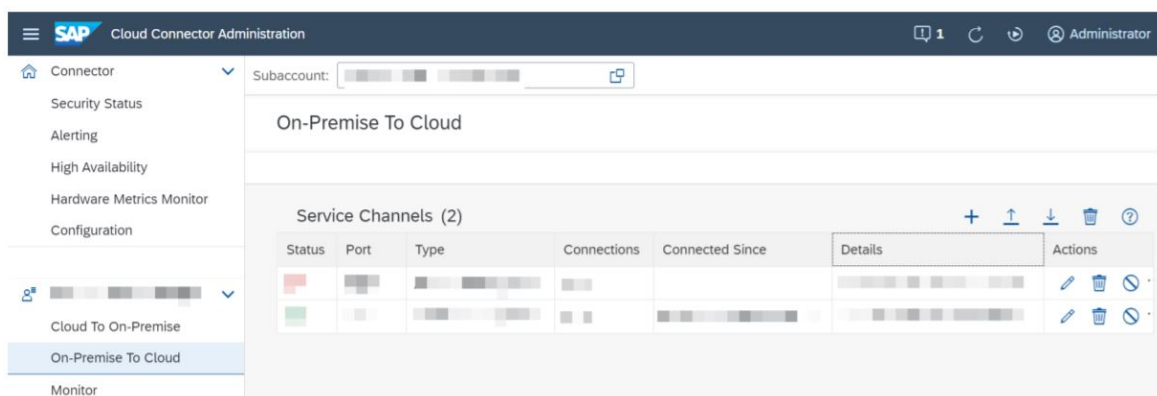 SAP Cloud Connector Administration 1 Administrator
Connector
Subaccount:
Security Status
On-Premise To Cloud
Alerting
High Availability
Hardware Metrics Monitor
Service Channels (2)
Configuration
Status Port Type Connections Connected Since Details Actions
Cloud To On-Premise
On-Premise To Cloud
Monitor